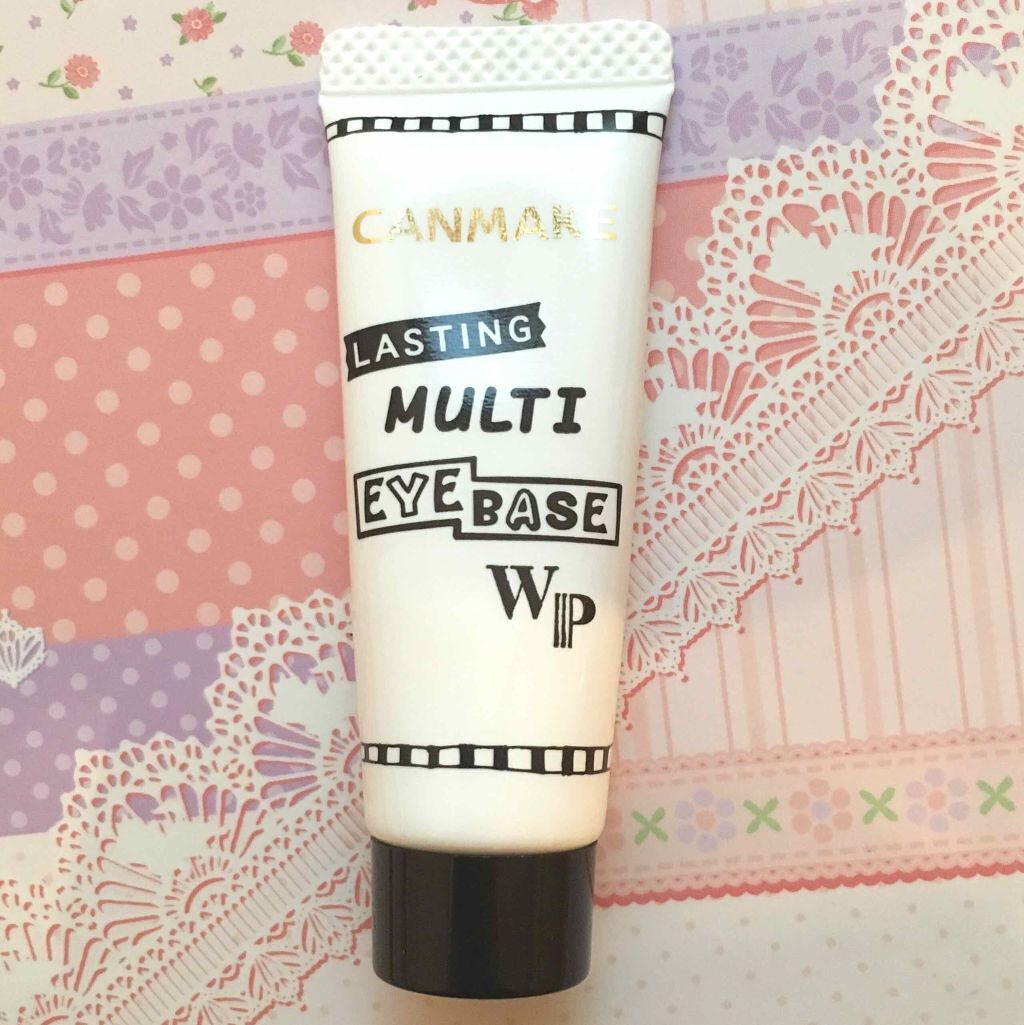 CANMAKE
LASTING
MULTI
EYE BASE
WP